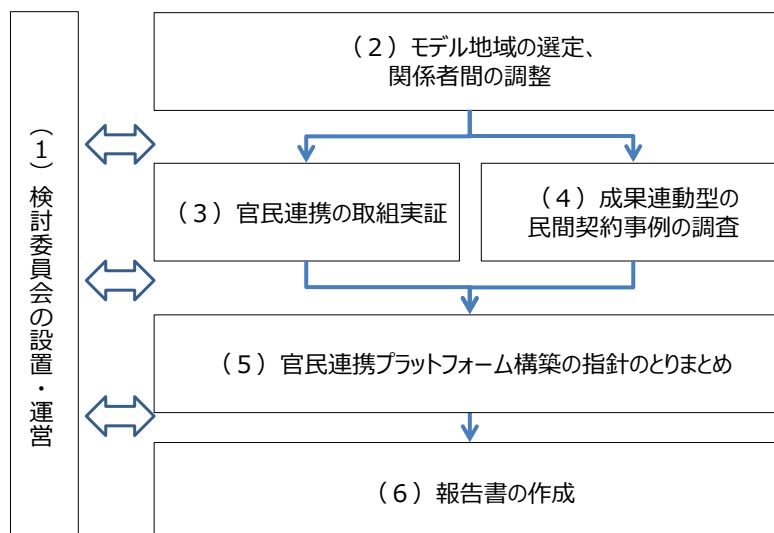 （1）検討委員会の設置・運営
（２）モデル地域の選定、
関係者間の調整
（３）官民連携の取組実証
（４）成果連動型の
民間契約事例の調査
（５）官民連携プラットフォーム構築の指針のとりまとめ
（６）報告書の作成